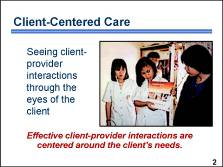 Client-Centered Care
Seeing client-
provider
interactions
through the
eyes of the
client
Effective client-provider interactions are
centered around the client's needs.
2